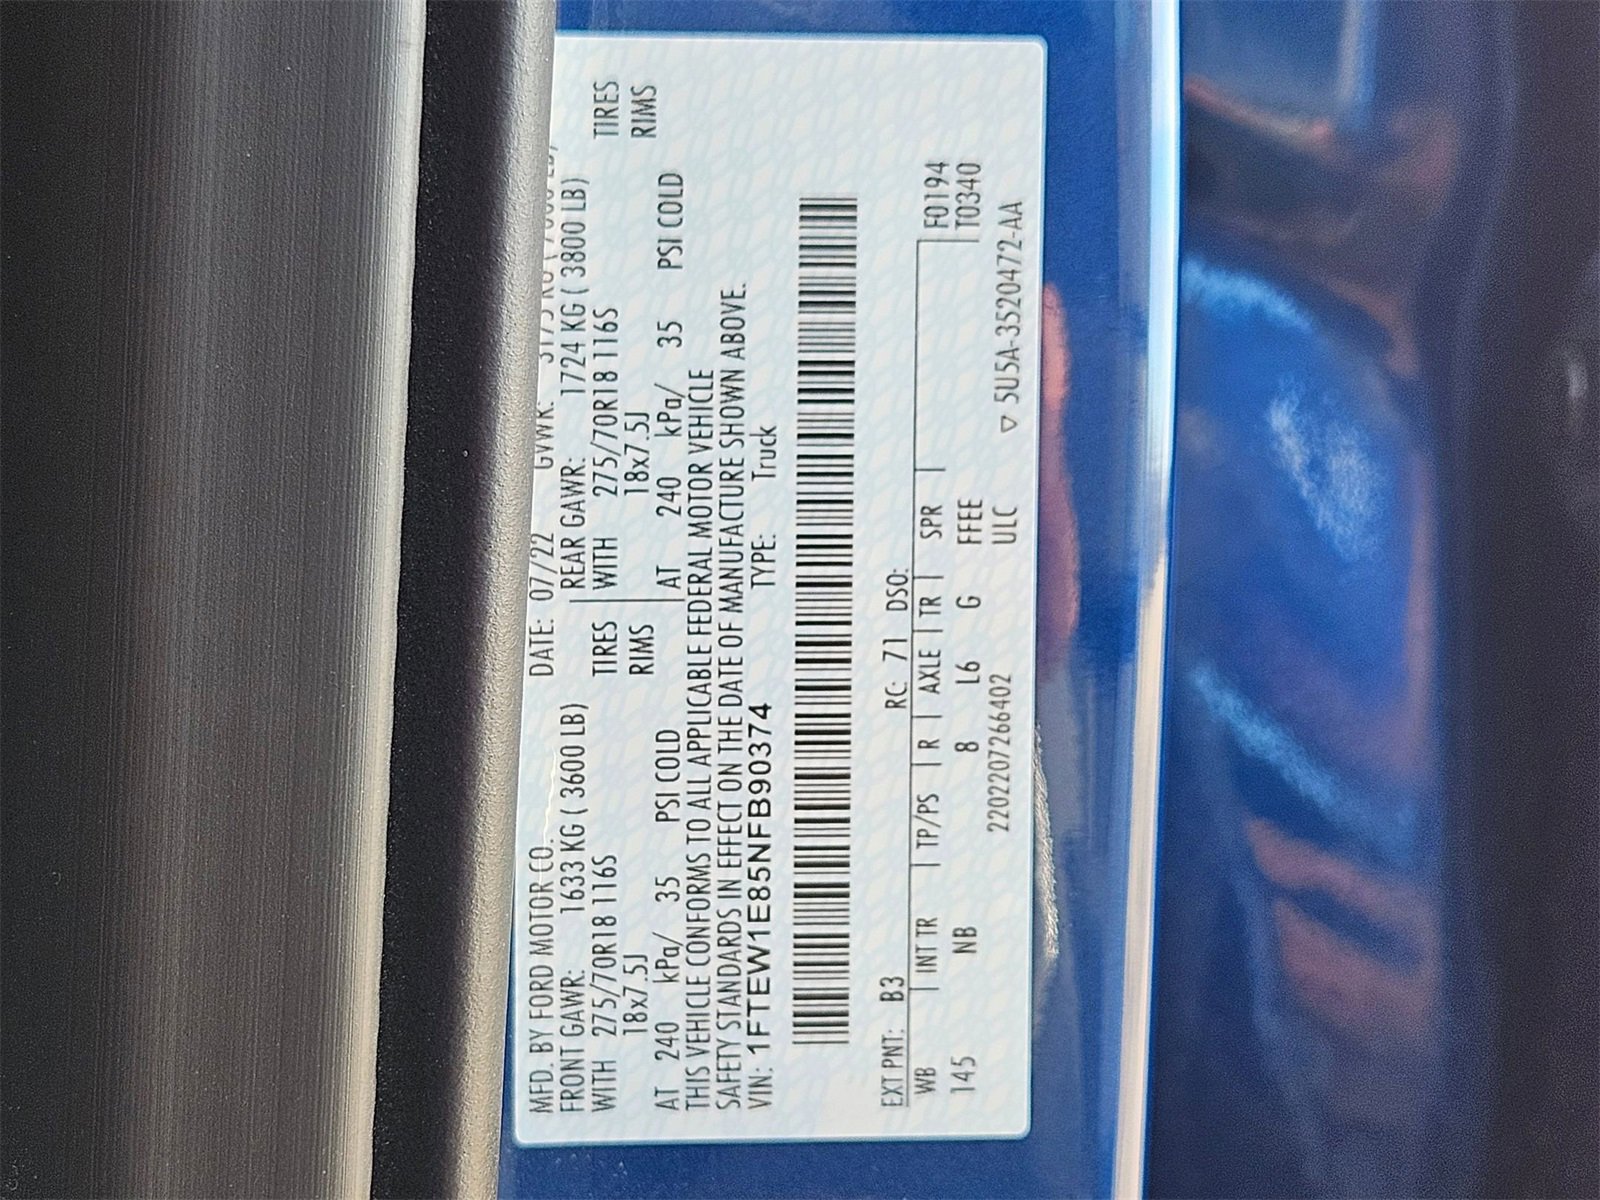 MFD. BY FORD MOTOR CO. DATE: 07/22 GVWR:
FRONT GAWR: 1633 KG ( 3600 LB) REAR GAWR: 1724 KG ( 3800 LB)
WITH 275/70R18 116S TIRES WITH 275/70R18 116S TIRES
18x7.5J RIMS 18x7.5J RIMS
AT 240 kPa/ 35 PSI COLD AT 240 kPa/ 35 PSI COLD
THIS VEHICLE CONFORMS TO ALL APPLICABLE FEDERAL MOTOR VEHICLE
SAFETY STANDARDS IN EFFECT ON THE DATE OF MANUFACTURE SHOWN ABOVE.
VIN: 1FTEW1E85NFB90374 TYPE: Truck
EXT PNT: B3 RC: 71 DSO:
WB INT TR TP/PS R AXLE TR SPR F0194
145 NB 8 L6 G FFEE T0340
2202207266402 ULC
▽ 5U5A-3520472-AA